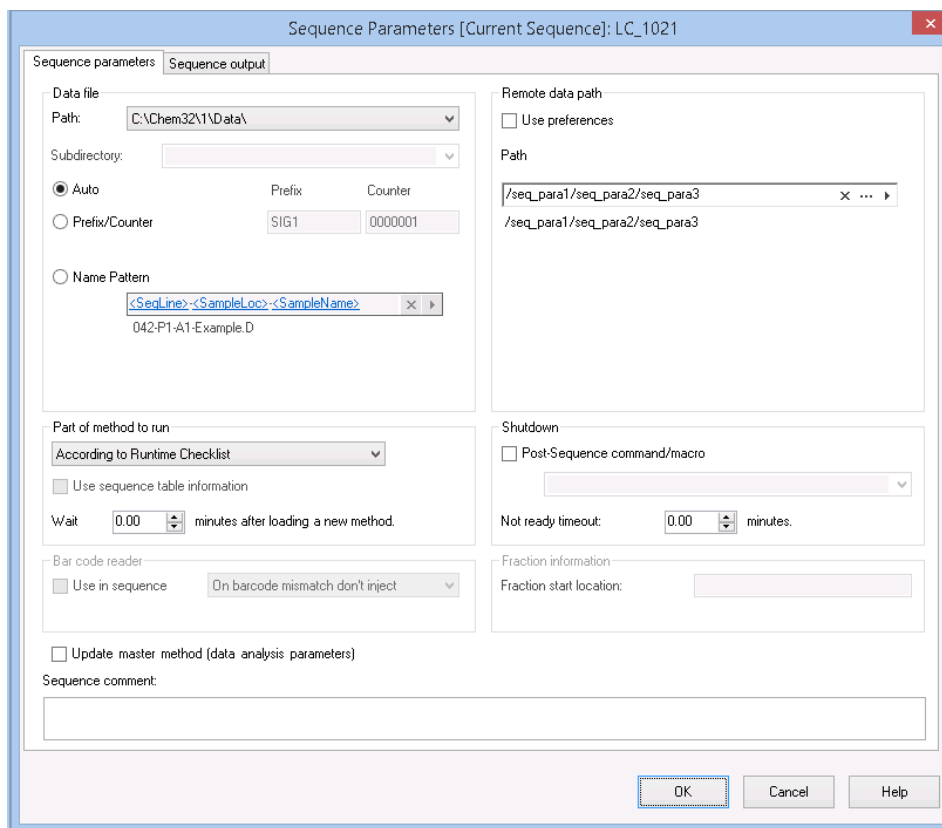 Sequence Parameters [Current Sequence]: LC_1021
Sequence parameters
Sequence output
Data file
Path:
C:\Chem32\1\Data\
Subdirectory:
Auto
Prefix
Counter
Prefix/Counter
SIG1
0000001
Name Pattern
<SeqLine>-<SampleLoc>-<SampleName>
042-P1-A1-Example.D
Remote data path
Use preferences
Path
/seq_para1/seq_para2/seq_para3
/seq_para1/seq_para2/seq_para3
Part of method to run
According to Runtime Checklist
Use sequence table information
Wait 0.00 minutes after loading a new method.
Shutdown
Post-Sequence command/macro
Not ready timeout: 0.00 minutes.
Bar code reader
Use in sequence
On barcode mismatch don't inject
Fraction information
Fraction start location:
Update master method (data analysis parameters)
Sequence comment:
OK
Cancel
Help